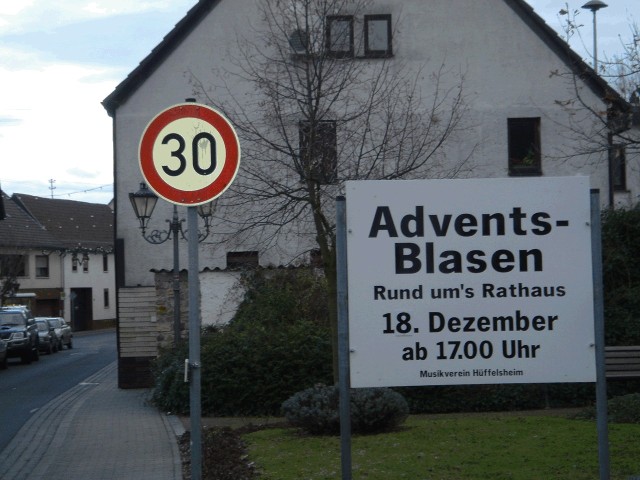 30
Advents-
Blasen
Rund um's Rathaus
18. Dezember
ab 17.00 Uhr
Musikverein Hüffelsheim